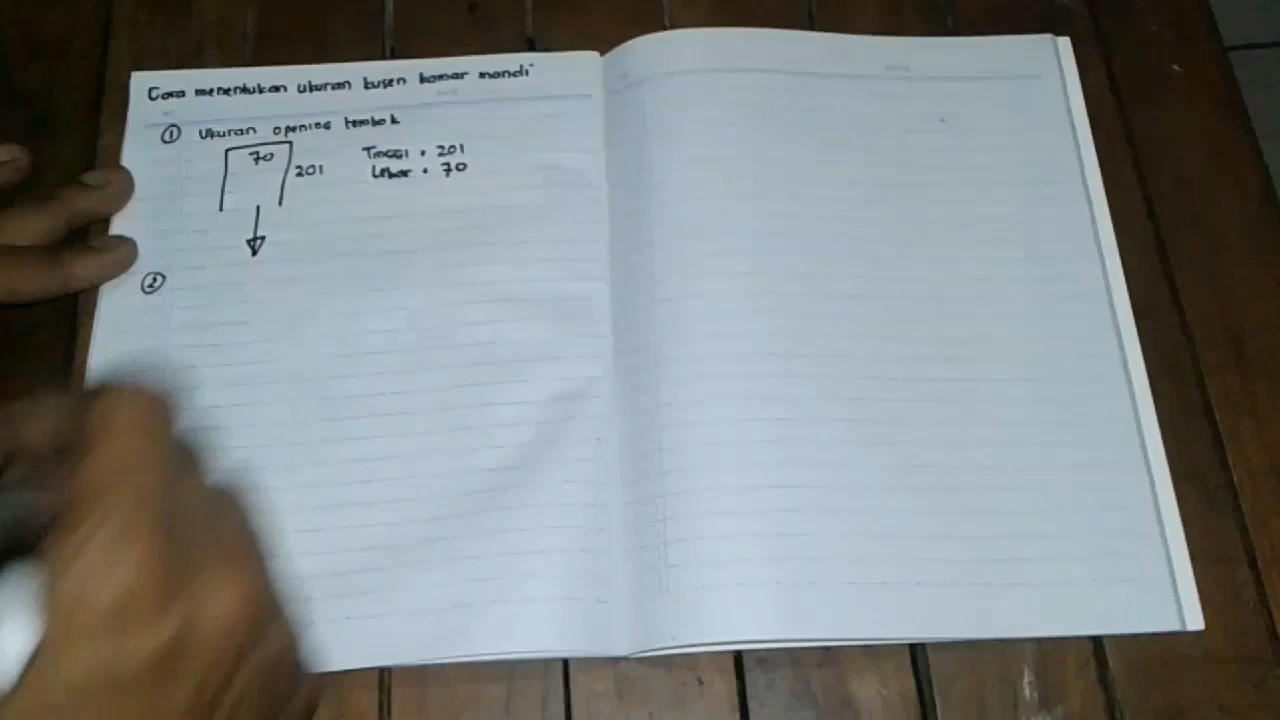 Cara menentukan ukuran kusen kamar mandi
① Ukuran opening tembok
70
201
Tinggi = 201
Lebar = 70
②